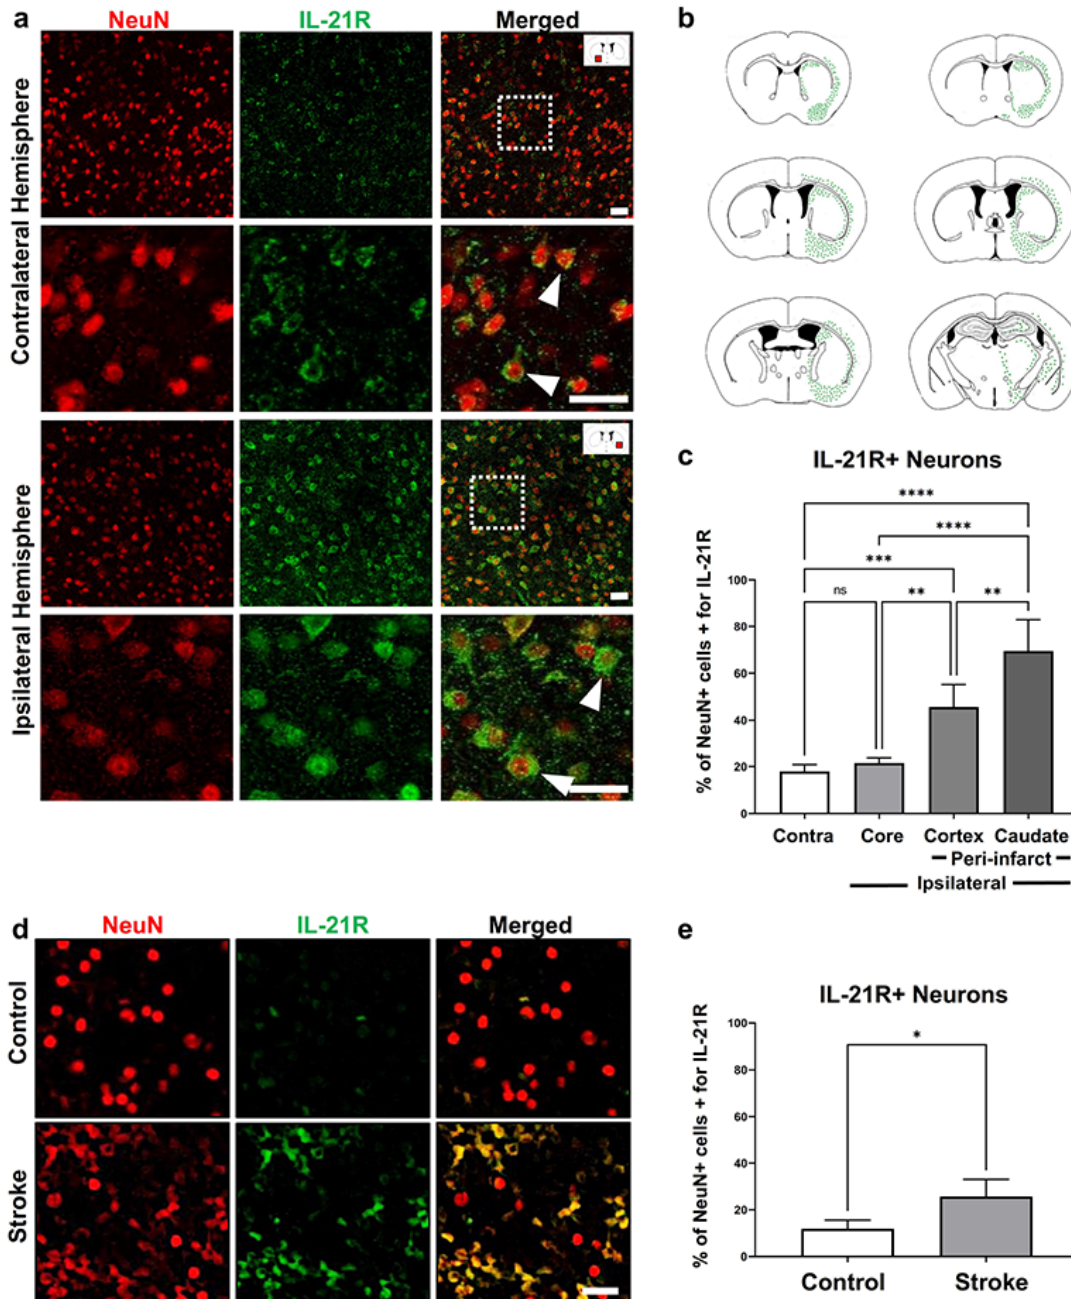 a
NeuN
IL-21R
Merged
Contralateral Hemisphere
Ipsilateral Hemisphere
b
c
IL-21R+ Neurons
****
****
***
ns
**
**
% of NeuN+ cells + for IL-21R
100
80
60
40
20
0
Contra
Core
Cortex
Caudate
Peri-infarct
Ipsilateral
d
NeuN
IL-21R
Merged
Control
Stroke
e
IL-21R+ Neurons
*
% of NeuN+ cells + for IL-21R
100
80
60
40
20
0
Control
Stroke